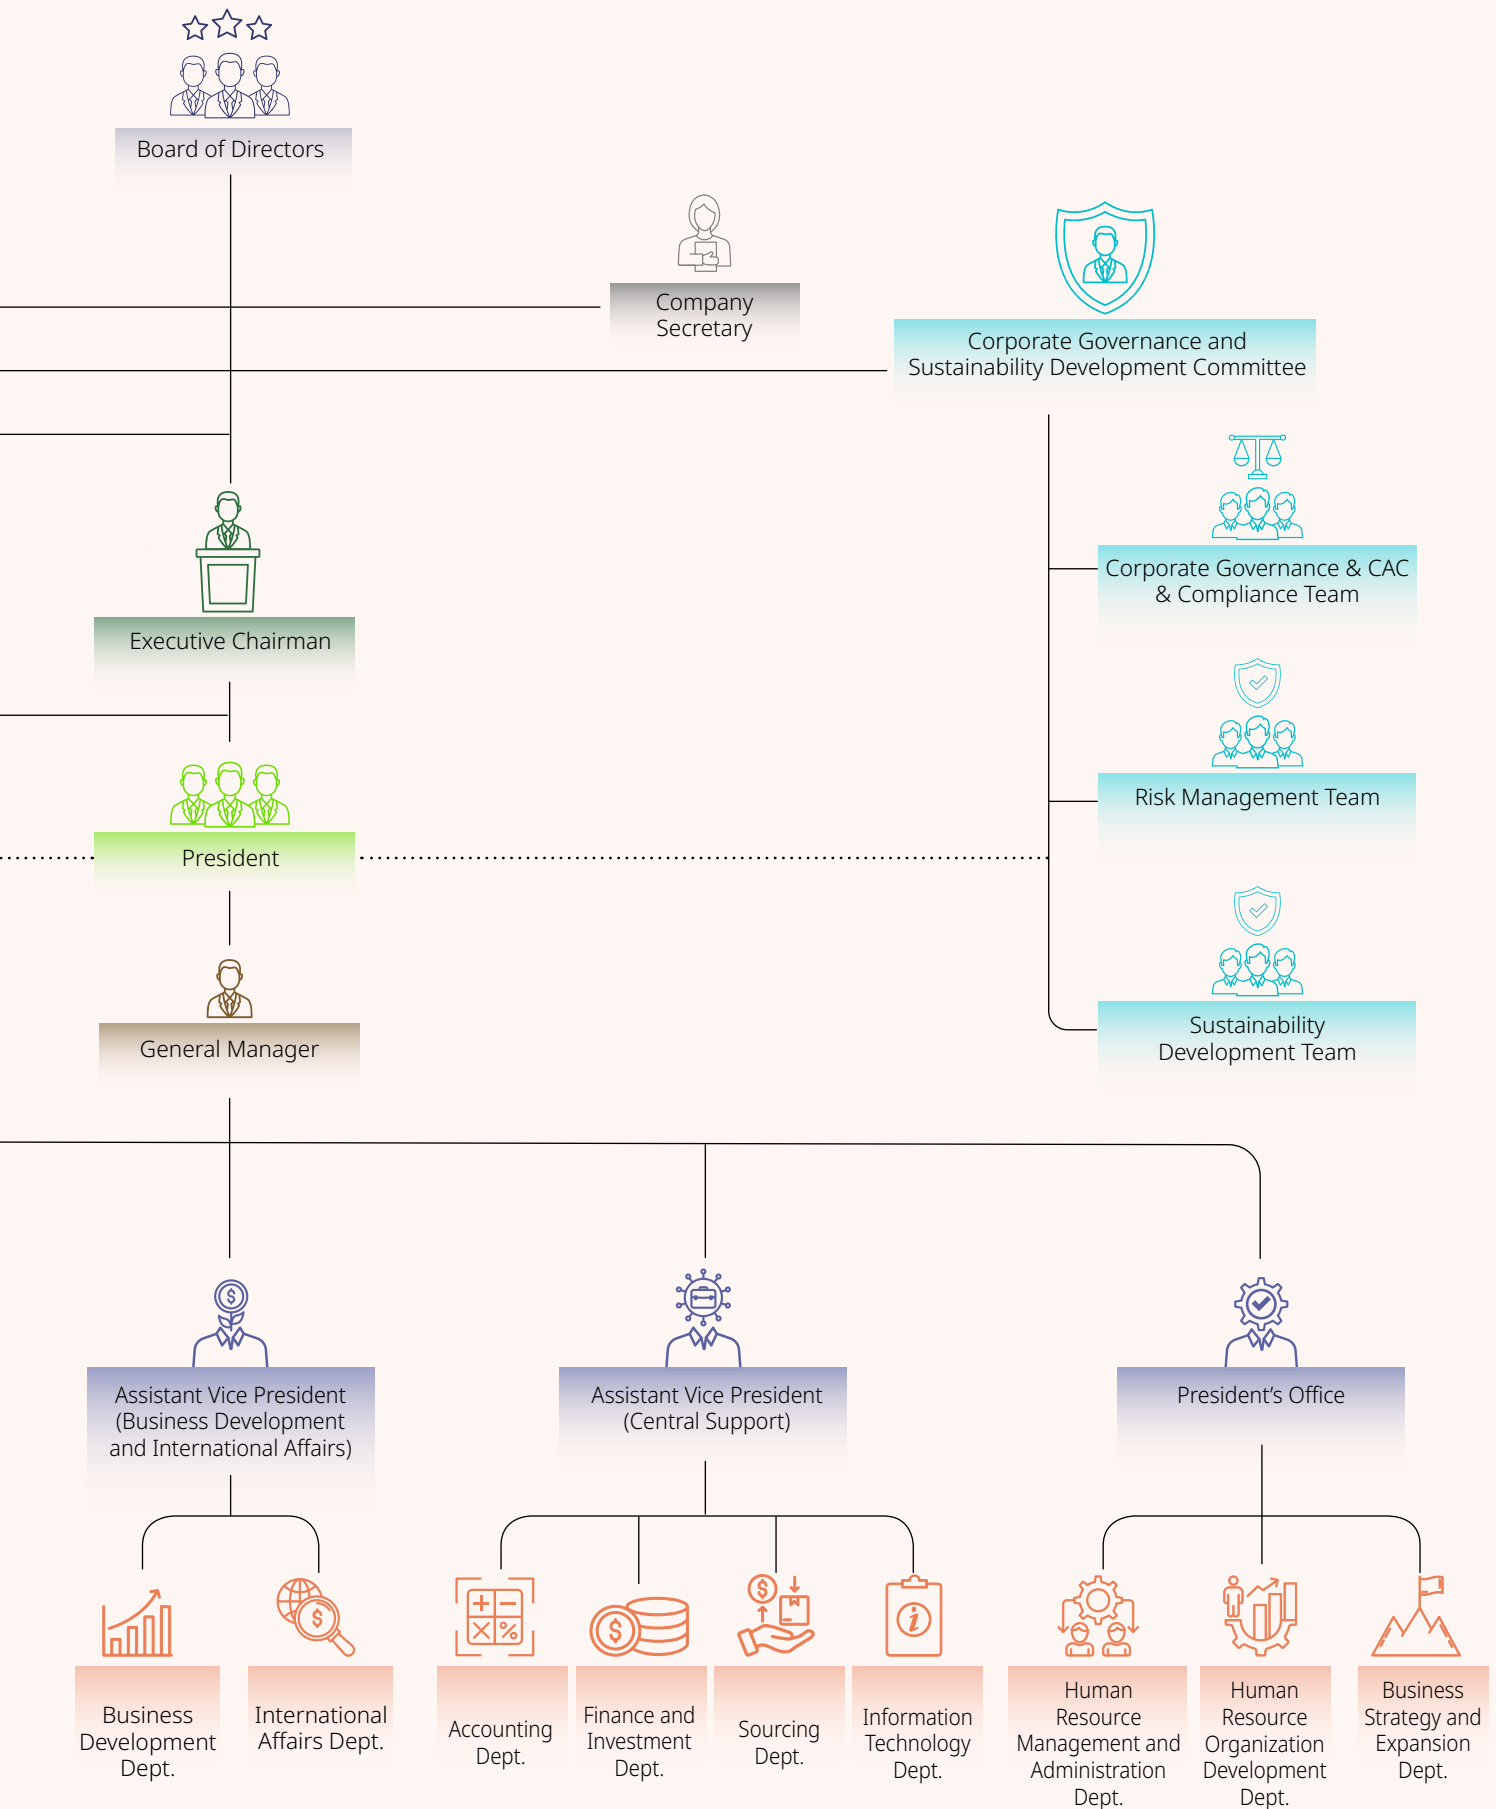 Board of Directors
Company
Secretary
Corporate Governance and
Sustainability Development Committee
Corporate Governance & CAC
& Compliance Team
Executive Chairman
Risk Management Team
President
Sustainability
Development Team
General Manager
Assistant Vice President
(Business Development
and International Affairs)
Assistant Vice President
(Central Support)
President’s Office
Business
Development
Dept.
International
Affairs Dept.
Accounting
Dept.
Finance and
Investment
Dept.
Sourcing
Dept.
Information
Technology
Dept.
Human
Resource
Management and
Administration
Dept.
Human
Resource
Organization
Development
Dept.
Business
Strategy and
Expansion
Dept.